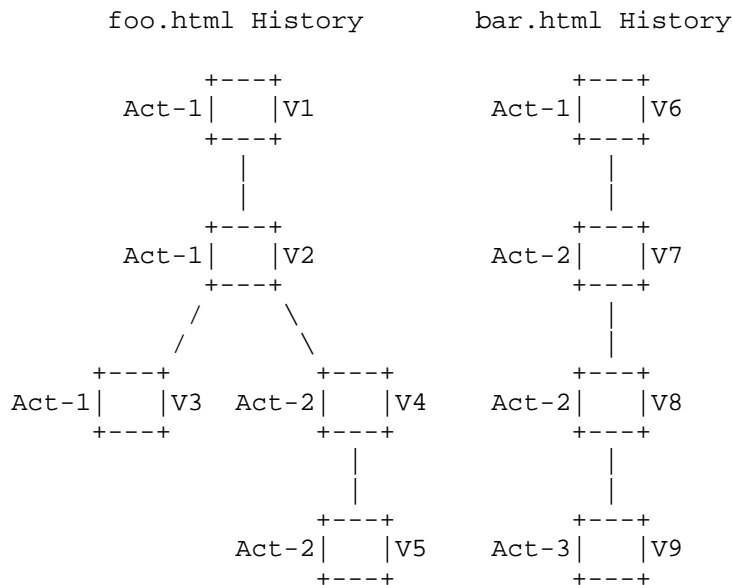 foo.html History bar.html History
+---+ +---+
Act-1| |V1 Act-1| |V6
+---+ +---+
| |
| |
+---+ +---+
Act-1| |V2 Act-2| |V7
+---+ +---+
/ \ |
/ \ |
+---+ +---+ +---+
Act-1| |V3 Act-2| |V4 Act-2| |V8
+---+ +---+ +---+
| |
| |
+---+ +---+
Act-2| |V5 Act-3| |V9
+---+ +---+